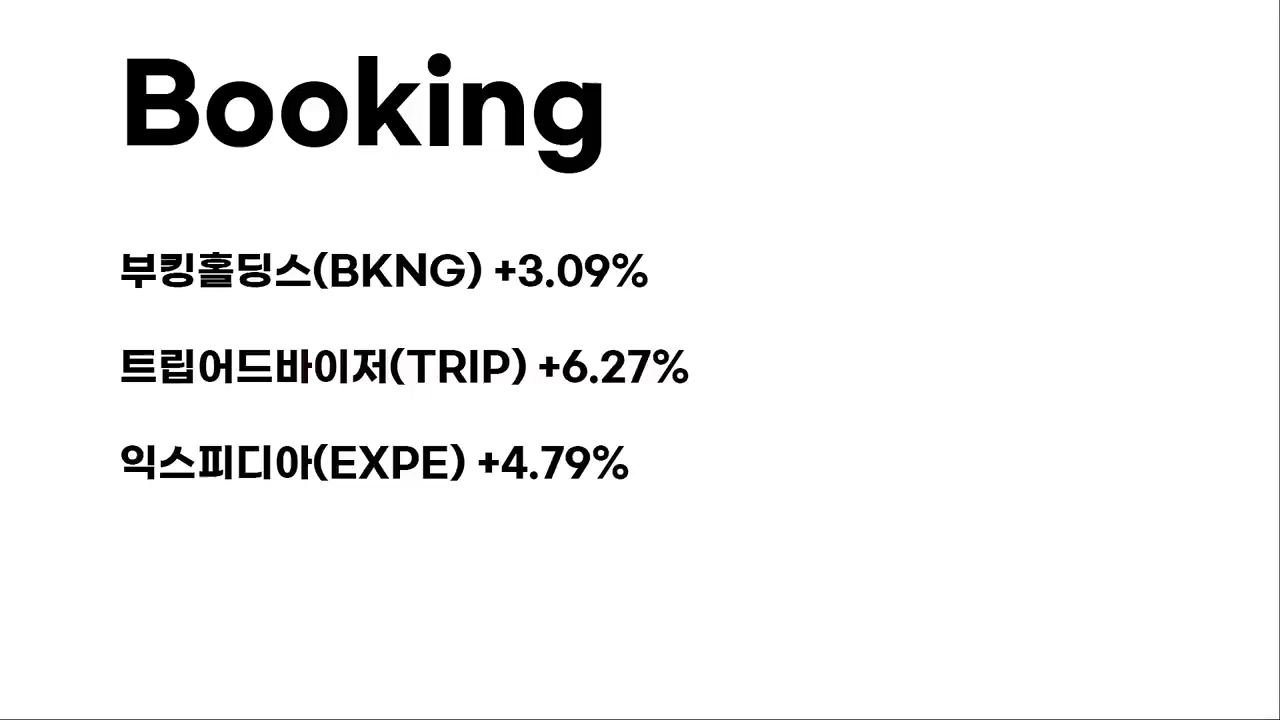 Booking
부킹홀딩스(BKNG) +3.09%
트립어드바이저(TRIP) +6.27%
익스피디아(EXPE) +4.79%